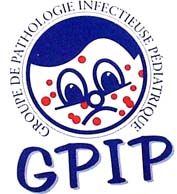 GROUPE DE PATHOLOGIE INFECTIEUSE PÉDIATRIQUE
GPIP